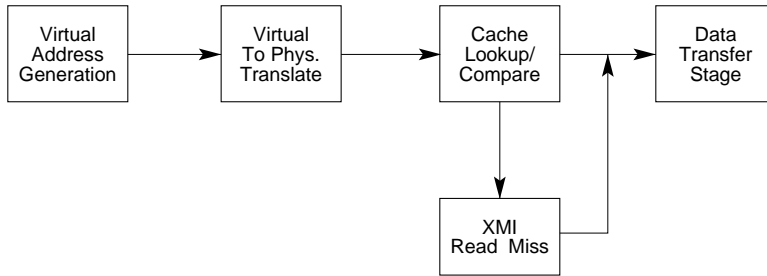 Virtual
Address
Generation
Virtual
To Phys.
Translate
Cache
Lookup/
Compare
Data
Transfer
Stage
XMI
Read Miss